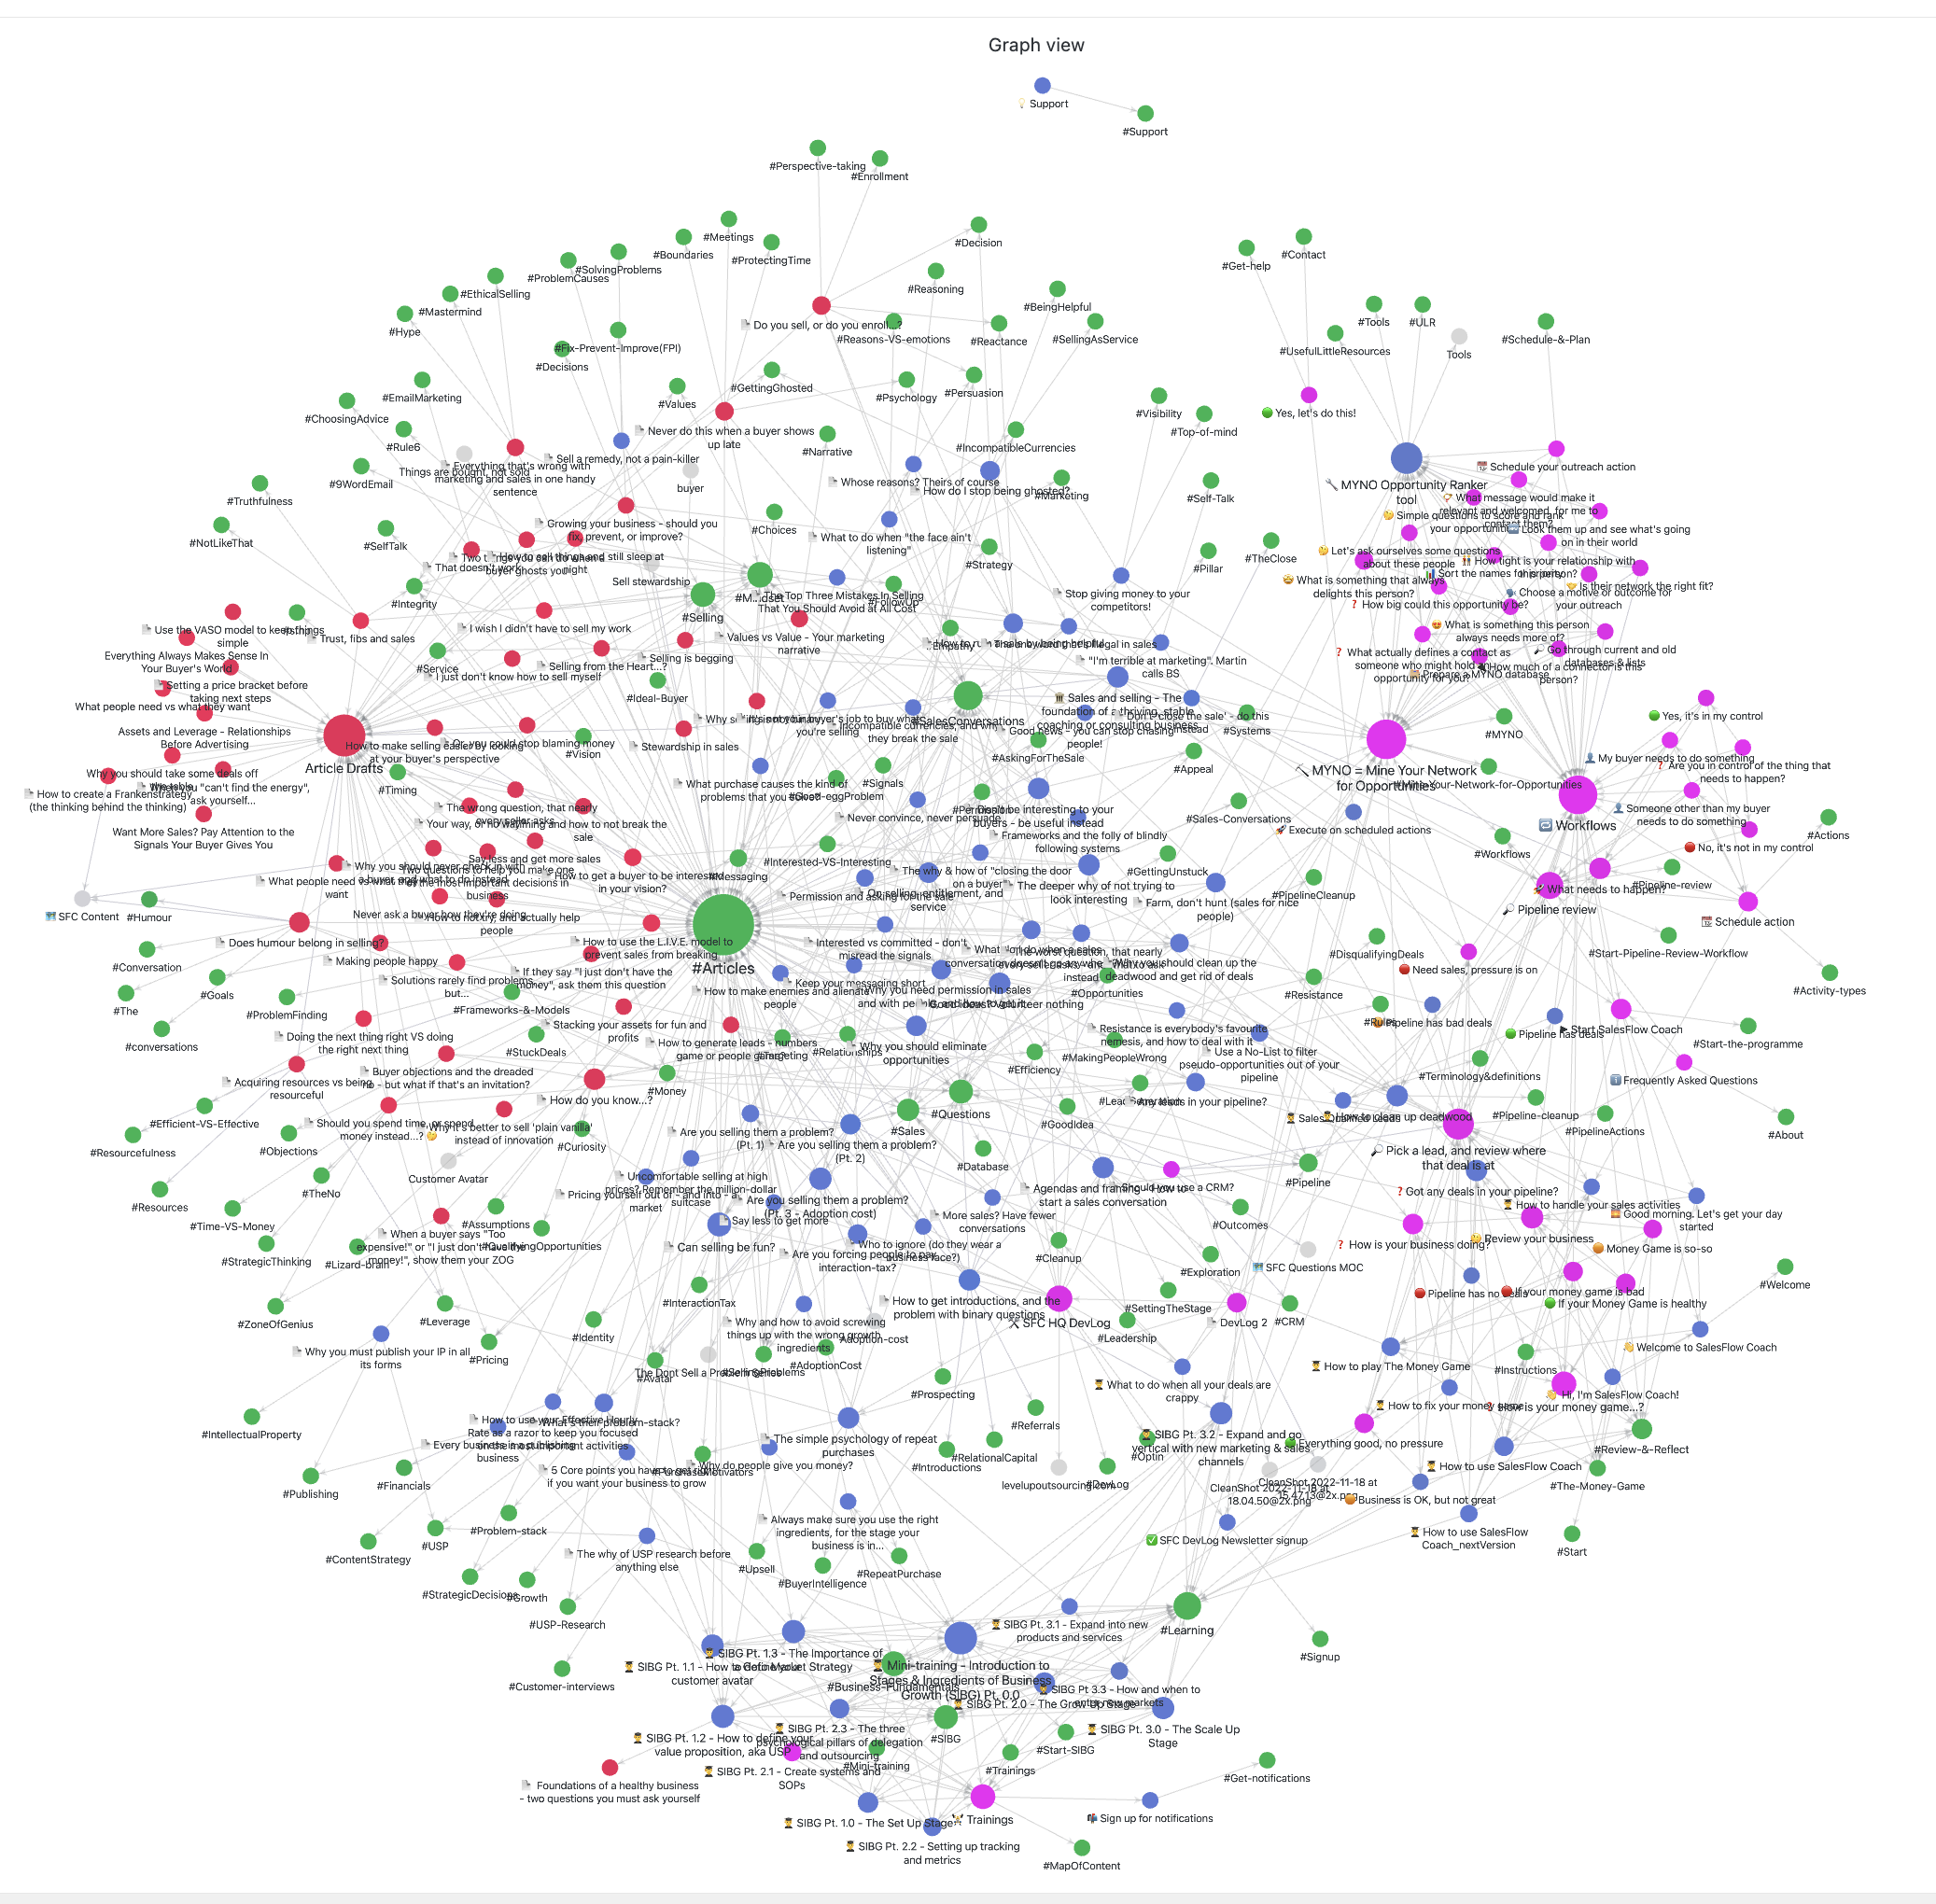 Graph view
💡 Support
#Support
#Perspective-taking
#Enrollment
#Meetings
#Decision
#Boundaries
#ProtectingTime
#SolvingProblems
#ProblemCauses
#Contact
#Get-help
#EthicalSelling
#Mastermind
#Reasoning
#BeingHelpful
#Hype
Do you sell, or do you enroll...?
#Reasons-VS-emotions
#Reactance
#SellingAsService
#Tools
#ULR
#UsefulLittleResources
Tools
#Schedule-&-Plan
#Fix-Prevent-Improve(FPI)
#Decisions
#GettingGhosted
#EmailMarketing
#Values
#Psychology
#Persuasion
#ChoosingAdvice
#Visibility
🟢 Yes, let's do this!
#Top-of-mind
#Rule6
Never do this when a buyer shows
up late
#Narrative
#IncompatibleCurrencies
Sell a remedy, not a pain-killer
Things are bought, not sold
Everything that's wrong with
marketing and sales in one handy
sentence
#9WordEmail
buyer
Whose reasons? Theirs of course
How do I stop being ghosted?
#Marketing
📆 Schedule your outreach action
🔧 MYNO Opportunity Ranker
tool
#Truthfulness
#Self-Talk
What message would make it
relevant and welcomed, for me to
contact them?
🤔 Simple questions to score and rank
your opportunities
Look them up and see what's going
on in their world
#NotLikeThat
#SelfTalk
#Choices
Growing your business - should you
fix, prevent, or improve?
What to do when "the face ain't
listening"
#Strategy
#TheClose
#Pillar
How to sell things and still sleep at
night
That doesn't work
Sell stewardship
🤔 Let's ask ourselves some questions
about these people
How tight is your relationship with
this person?
📊 Sort the names for priority
Is their network the right fit?
🤩 What is something that always
delights this person?
Choose a motive or outcome for
your outreach
❓ How big could this opportunity be?
#Integrity
#Mindset
#Selling
The Top Three Mistakes In Selling
That You Should Avoid at All Cost
#FollowUp
Stop giving money to your
competitors!
Use the VASO model to keep things
simple
Trust, fibs and sales
I wish I didn't have to sell my work
Values vs Value - Your marketing
narrative
#Empathy
😍 What is something this person
always needs more of?
Everything Always Makes Sense In
Your Buyer's World
#Service
Selling from the Heart...?
Selling is begging
"I'm terrible at marketing". Martin
calls BS
❓ What actually defines a contact as
someone who might hold an
opportunity for you?
🔎 Go through current and old
databases & lists
How much of a connector is this
person?
Prepare a MYNO database
Setting a price bracket before
taking next steps
I just don't know how to sell myself
#Ideal-Buyer
What people need vs what they want
#SalesConversations
🏛 Sales and selling - The
foundation of a thriving, stable
coaching or consulting business
'Don't 'close the sale' - do this
instead
#Systems
#MYNO
🟢 Yes, it's in my control
Assets and Leverage - Relationships
Before Advertising
Article Drafts
How to make selling easier by looking
at your buyer's perspective
Or, you could stop blaming money
#Vision
Stewardship in sales
Incompatible currencies, and why
they break the sale
Good news - you can stop chasing
people!
#AskingForTheSale
#Appeal
⛏ MYNO = Mine Your Network
for Opportunities
#Mine-Your-Network-for-Opportunities
👤 My buyer needs to do something
❓ Are you in control of the thing that
needs to happen?
Why you should take some deals off
the table
When you "can't find the energy",
ask yourself...
How to create a Frankenstrategy
(the thinking behind the thinking)
#Timing
What purchase causes the kind of
problems that you solve?
#Signals
👤 Someone other than my buyer
needs to do something
Want More Sales? Pay Attention to the
Signals Your Buyer Gives You
The wrong question, that nearly
every seller asks
Never convince, never persuade
Don't be interesting to your
buyers - be useful instead
#Sales-Conversations
🚀 Execute on scheduled actions
🔁 Workflows
#Actions
Frameworks and the folly of blindly
following systems
#Workflows
🔴 No, it's not in my control
Say less and get more sales
Why you should never check in with
a buyer, and what to do instead
Two questions to help you make one
of the most important decisions in
business
How to get a buyer to be interested
in your vision?
#Messaging
#Interested-VS-Interesting
The why & how of "closing the door
on a buyer"
The deeper why of not trying to
look interesting
#GettingUnstuck
#PipelineCleanup
#Pipeline-review
🚀 What needs to happen?
🔎 Pipeline review
What people need vs what they
want
Permission and asking for the sale
On selling, entitlement, and
service
Farm, don't hunt (sales for nice
people)
🗺 SFC Content
#Humour
Never ask a buyer how they're doing
📆 Schedule action
Does humour belong in selling?
How to use the L.I.V.E. model to
prevent sales from breaking
Interested vs committed - don't
misread the signals
#DisqualifyingDeals
#Start-Pipeline-Review-Workflow
#Conversation
Making people happy
#Articles
Why you should clean up the
deadwood and get rid of deals
🔴 Need sales, pressure is on
#Goals
Solutions rarely find problems,
but...
If they say "I just don't have the
money", ask them this question
Keep your messaging short
How to make enemies and alienate
people
Why you need permission in sales
and with people, and how to get it
#Opportunities
#Resistance
#Activity-types
#The
#ProblemFinding
#Frameworks-&-Models
🟠 Pipeline has bad deals
🟢 Pipeline has deals
▶ Start SalesFlow Coach
#Start-the-programme
#conversations
Doing the next thing right VS doing
the right next thing
#StuckDeals
Stacking your assets for fun and
profits
How to generate leads - numbers
game or people game?
#Targeting
#Relationships
Why you should eliminate
opportunities
Resistance is everybody's favourite
nemesis, and how to deal with it
#MakingPeopleWrong
#Efficiency
Use a No-List to filter
pseudo-opportunities out of your
pipeline
#Terminology&definitions
ℹ Frequently Asked Questions
Buyer objections and the dreaded
no - but what if that's an invitation?
Acquiring resources vs being
resourceful
#Money
How do you know...?
#Questions
#Sales
#GoodIdea
Any leads in your pipeline?
How to clean up deadwood
#Pipeline-cleanup
#Efficient-VS-Effective
Should you spend time, or spend
money instead...? 🤔
Why it's better to sell 'plain vanilla'
instead of innovation
Are you selling them a problem?
(Pt. 1)
Are you selling them a problem?
(Pt. 2)
#PipelineActions
#About
#Resourcefulness
#Objections
#Curiosity
#Database
🔎 Pick a lead, and review where
that deal is at
#TheNo
Customer Avatar
Uncomfortable selling at high
prices? Remember the million-dollar
suitcase
Pricing yourself out of - and into - a
market
Agendas and framing - How to
start a sales conversation
Should you use a CRM?
#Pipeline
❓ Got any deals in your pipeline?
How to handle your sales activities
#Resources
#Time-VS-Money
#Assumptions
Say less to get more
Are you selling them a problem?
(Pt. 3 - Adoption cost)
More sales? Have fewer
conversations
#Outcomes
🌅 Good morning. Let's get your day
started
#StrategicThinking
#Lizard-brain
When a buyer says "Too
expensive!" or "I just don't have the
money!", show them your ZOG
#QualifyingOpportunities
Can selling be fun?
Are you forcing people to pay
interaction-tax?
Who to ignore (do they wear a
business face?)
#Cleanup
#Exploration
🗺 SFC Questions MOC
❓ How is your business doing?
🤔 Review your business
🟠 Money Game is so-so
#Welcome
#ZoneOfGenius
#Leverage
#InteractionTax
How to get introductions, and the
problem with binary questions
#SettingTheStage
🔴 Pipeline has no deals
🔴 If your money game is bad
🟢 If your Money Game is healthy
Why you must publish your IP in all
its forms
#Pricing
#Identity
Why and how to avoid screwing
things up with the wrong growth
ingredients
Adoption-cost
🛠 SFC HQ DevLog
DevLog 2
#CRM
#Leadership
👋 Welcome to SalesFlow Coach
#Avatar
The Dont Sell a Problem Series
#SellingProblems
#AdoptionCost
#Prospecting
What to do when all your deals are
crappy
How to play The Money Game
#Instructions
👋 Hi, I'm SalesFlow Coach!
How to fix your money game
❓ How is your money game...?
#IntellectualProperty
How to use your Effective Hourly
Rate as a razor to keep you focused
on the most important activities
What's their problem-stack?
Every business is a publishing
business
The simple psychology of repeat
purchases
#Referrals
SIBG Pt. 3.2 - Expand and go
vertical with new marketing & sales
channels
🟢 Everything good, no pressure
#Review-&-Reflect
#Publishing
#Financials
5 Core points you have to get right
if you want your business to grow
#PurchaseMotivators
Why do people give you money?
#Introductions
#RelationalCapital
#Optin
levelupoutsourcing.com
#DevLog
CleanShot 2022-11-18 at
18.04.50@2x.png
CleanShot 2022-11-18 at
15.47.13@2x.png
How to use SalesFlow Coach
#The-Money-Game
🟠 Business is OK, but not great
#ContentStrategy
#USP
#Problem-stack
Always make sure you use the right
ingredients, for the stage your
business is in...
✅ SFC DevLog Newsletter signup
How to use SalesFlow
Coach_nextVersion
#Start
The why of USP research before
anything else
#Upsell
#BuyerIntelligence
#RepeatPurchase
#StrategicDecisions
#Growth
#USP-Research
SIBG Pt. 3.1 - Expand into new
products and services
#Learning
#Signup
SIBG Pt. 1.3 - The Importance of
a Go to Market Strategy
SIBG Pt. 1.1 - How to define your
customer avatar
#Customer-interviews
#Business-Fundamentals
Mini-training - Introduction to
Stages & Ingredients of Business
Growth (SIBG) Pt. 0.0
SIBG Pt. 3.3 - How and when to
enter new markets
SIBG Pt. 2.0 - The Grow Up Stage
SIBG Pt. 1.2 - How to define your
value proposition, aka USP
SIBG Pt. 2.3 - The three
psychological pillars of delegation
and outsourcing
#SIBG
#Start-SIBG
SIBG Pt. 3.0 - The Scale Up
Stage
#Mini-training
SIBG Pt. 2.1 - Create systems and
SOPs
#Trainings
#Get-notifications
Foundations of a healthy business
- two questions you must ask yourself
SIBG Pt. 1.0 - The Set Up Stage
Trainings
📬 Sign up for notifications
SIBG Pt. 2.2 - Setting up tracking
and metrics
#MapOfContent